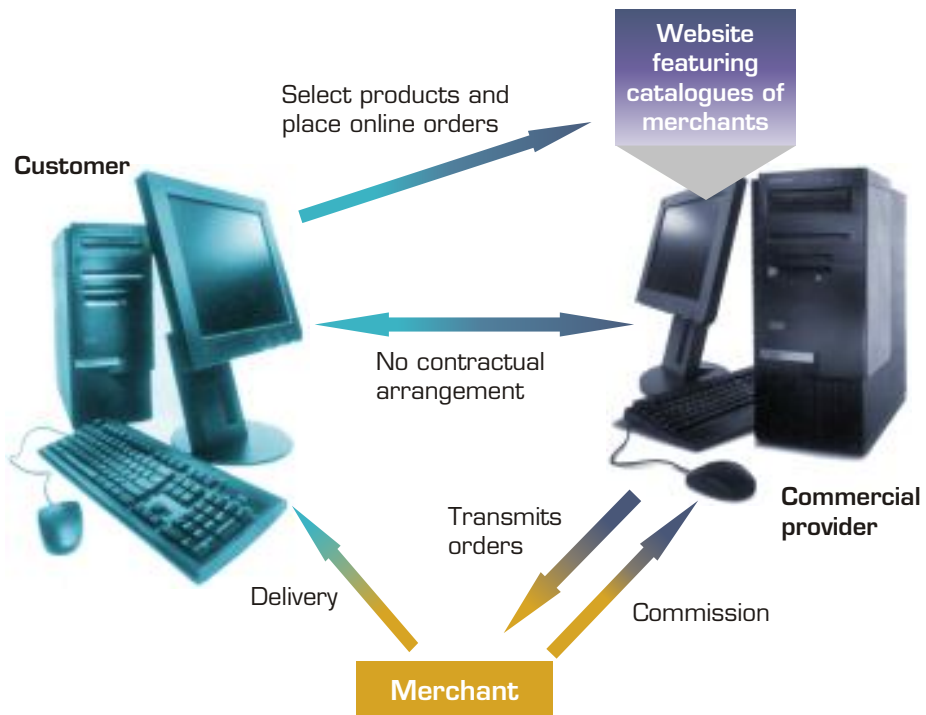 Website
featuring
catalogues of
merchants
Select products and
place online orders
Customer
No contractual
arrangement
Commercial
provider
Transmits
orders
Delivery
Commission
Merchant